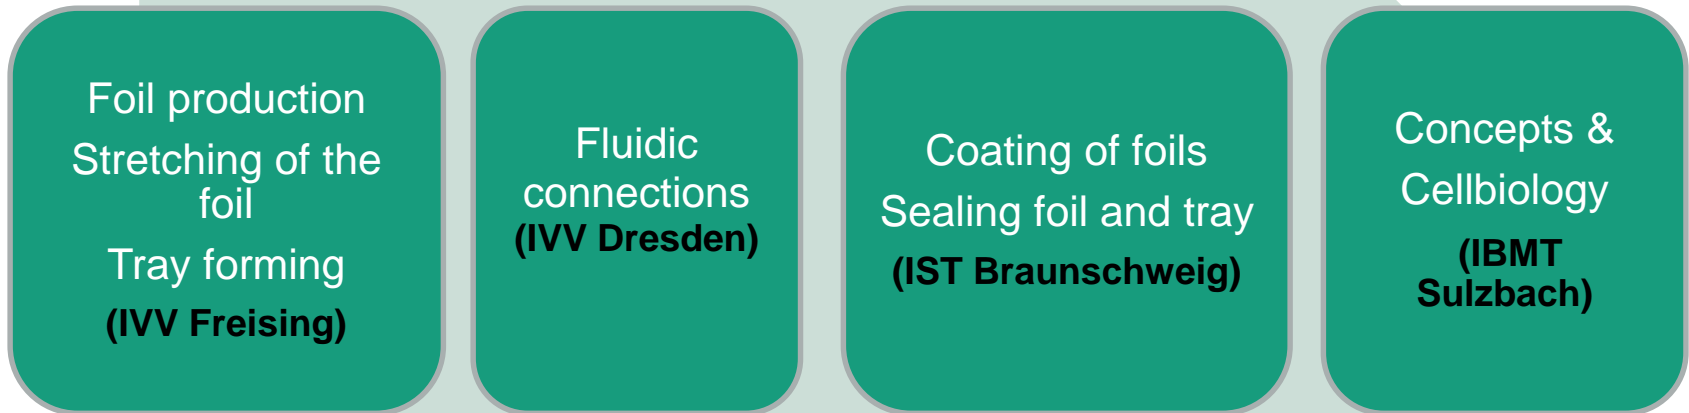 Foil production
Stretching of the
foil
Tray forming
(IVV Freising)
Fluidic
connections
(IVV Dresden)
Coating of foils
Sealing foil and tray
(IST Braunschweig)
Concepts &
Cellbiology
(IBMT
Sulzbach)